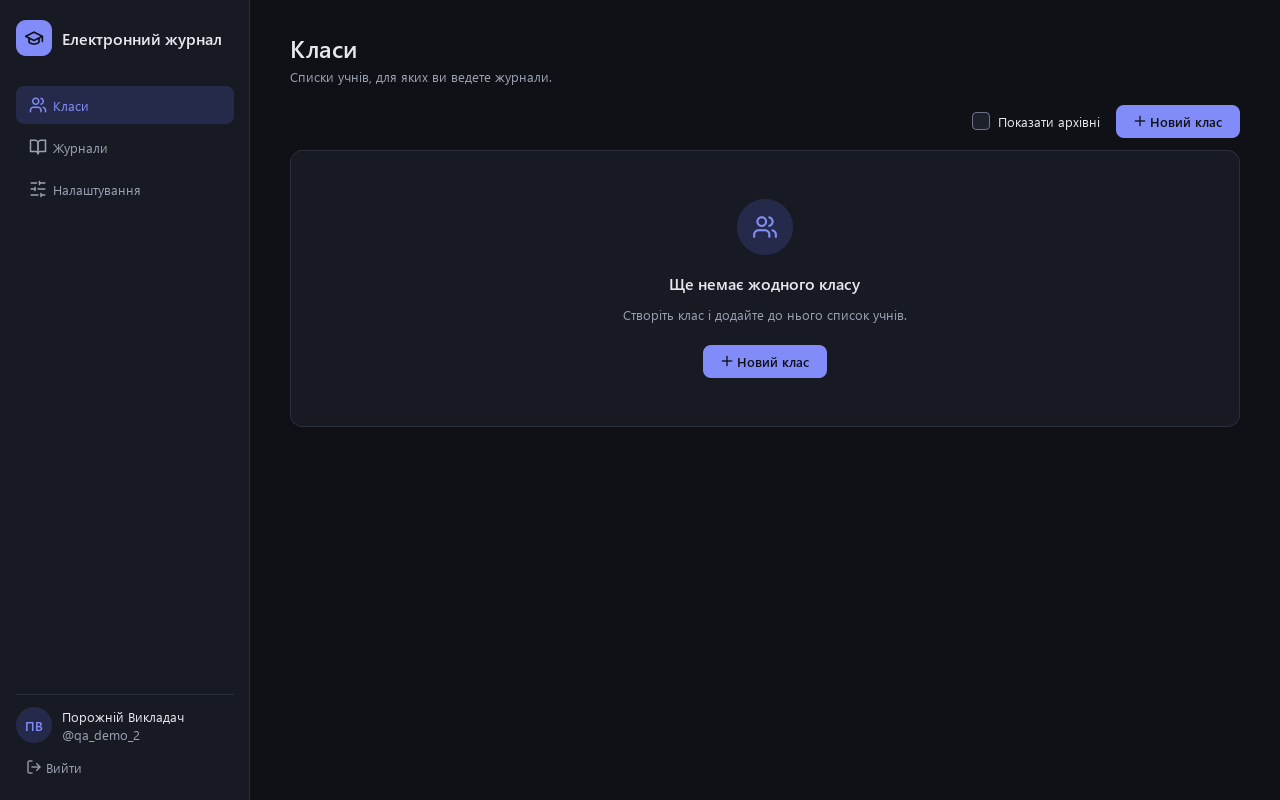 Електронний журнал
Класи
Журнали
Налаштування
Порожній Викладач
ПВ
@qa_demo_2
Вийти
Класи
Списки учнів, для яких ви ведете журнали.
Показати архівні
Новий клас
Ще немає жодного класу
Створіть клас і додайте до нього список учнів.
Новий клас